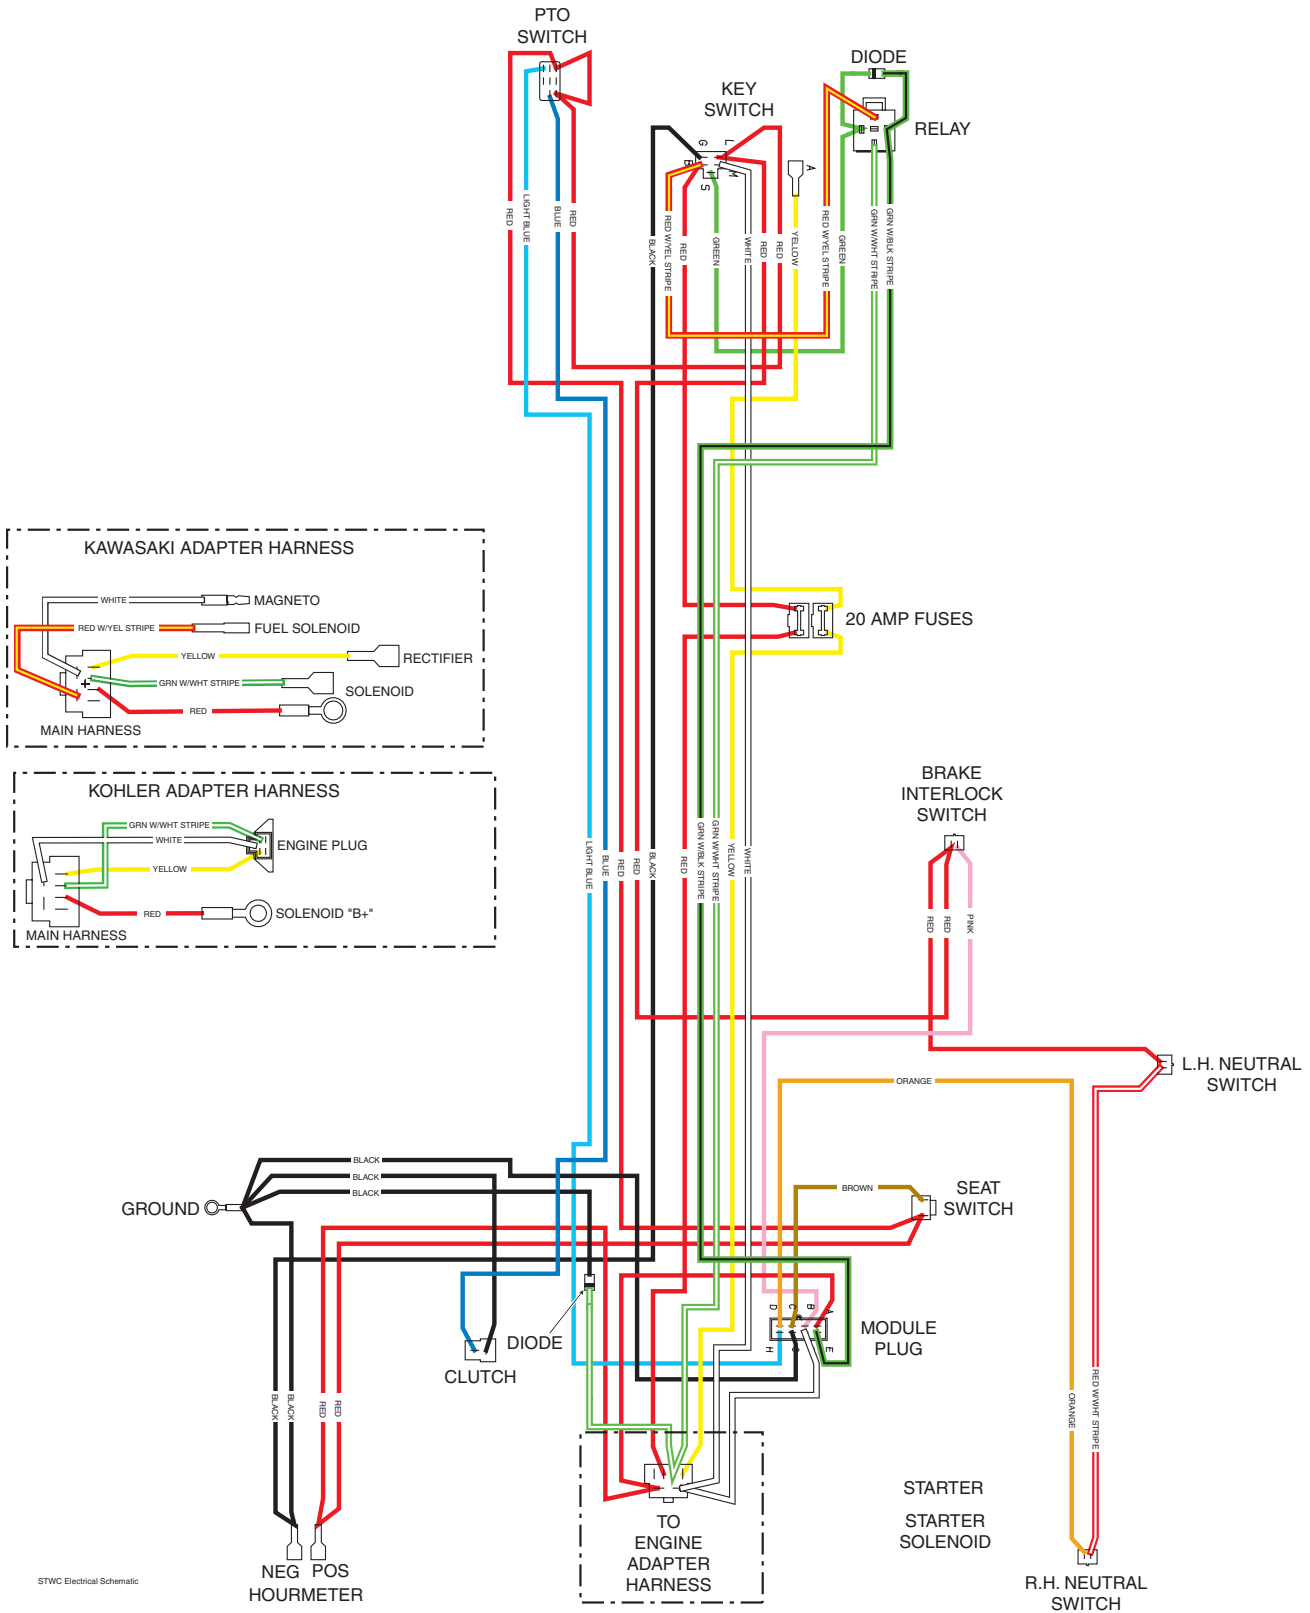 PTO
SWITCH
KEY
SWITCH
DIODE
RELAY
G
L
B
M
S
A
RED
LIGHT BLUE
BLUE
RED
BLACK
RED W/YEL STRIPE
RED
GREEN
WHITE
RED
RED
YELLOW
RED W/YEL STRIPE
GREEN
GRN W/WHT STRIPE
GRN W/BLK STRIPE
KAWASAKI ADAPTER HARNESS
WHITE
MAGNETO
RED W/YEL STRIPE
FUEL SOLENOID
YELLOW
RECTIFIER
GRN W/WHT STRIPE
SOLENOID
RED
MAIN HARNESS
20 AMP FUSES
KOHLER ADAPTER HARNESS
GRN W/WHT STRIPE
WHITE
ENGINE PLUG
YELLOW
RED
SOLENOID "B+"
MAIN HARNESS
BRAKE
INTERLOCK
SWITCH
LIGHT BLUE
BLUE
RED
RED
BLACK
RED
GRN W/BLK STRIPE
GRN W/WHT STRIPE
YELLOW
WHITE
RED
RED
PINK
L.H. NEUTRAL
SWITCH
ORANGE
BLACK
BLACK
BLACK
GROUND
BROWN
SEAT
SWITCH
DIODE
CLUTCH
D
C
B
A
H
G
E
MODULE
PLUG
BLACK
BLACK
RED
RED
ORANGE
RED W/WHT STRIPE
STARTER
STARTER
SOLENOID
TO
ENGINE
ADAPTER
HARNESS
NEG
POS
HOURMETER
R.H. NEUTRAL
SWITCH
STWC Electrical Schematic